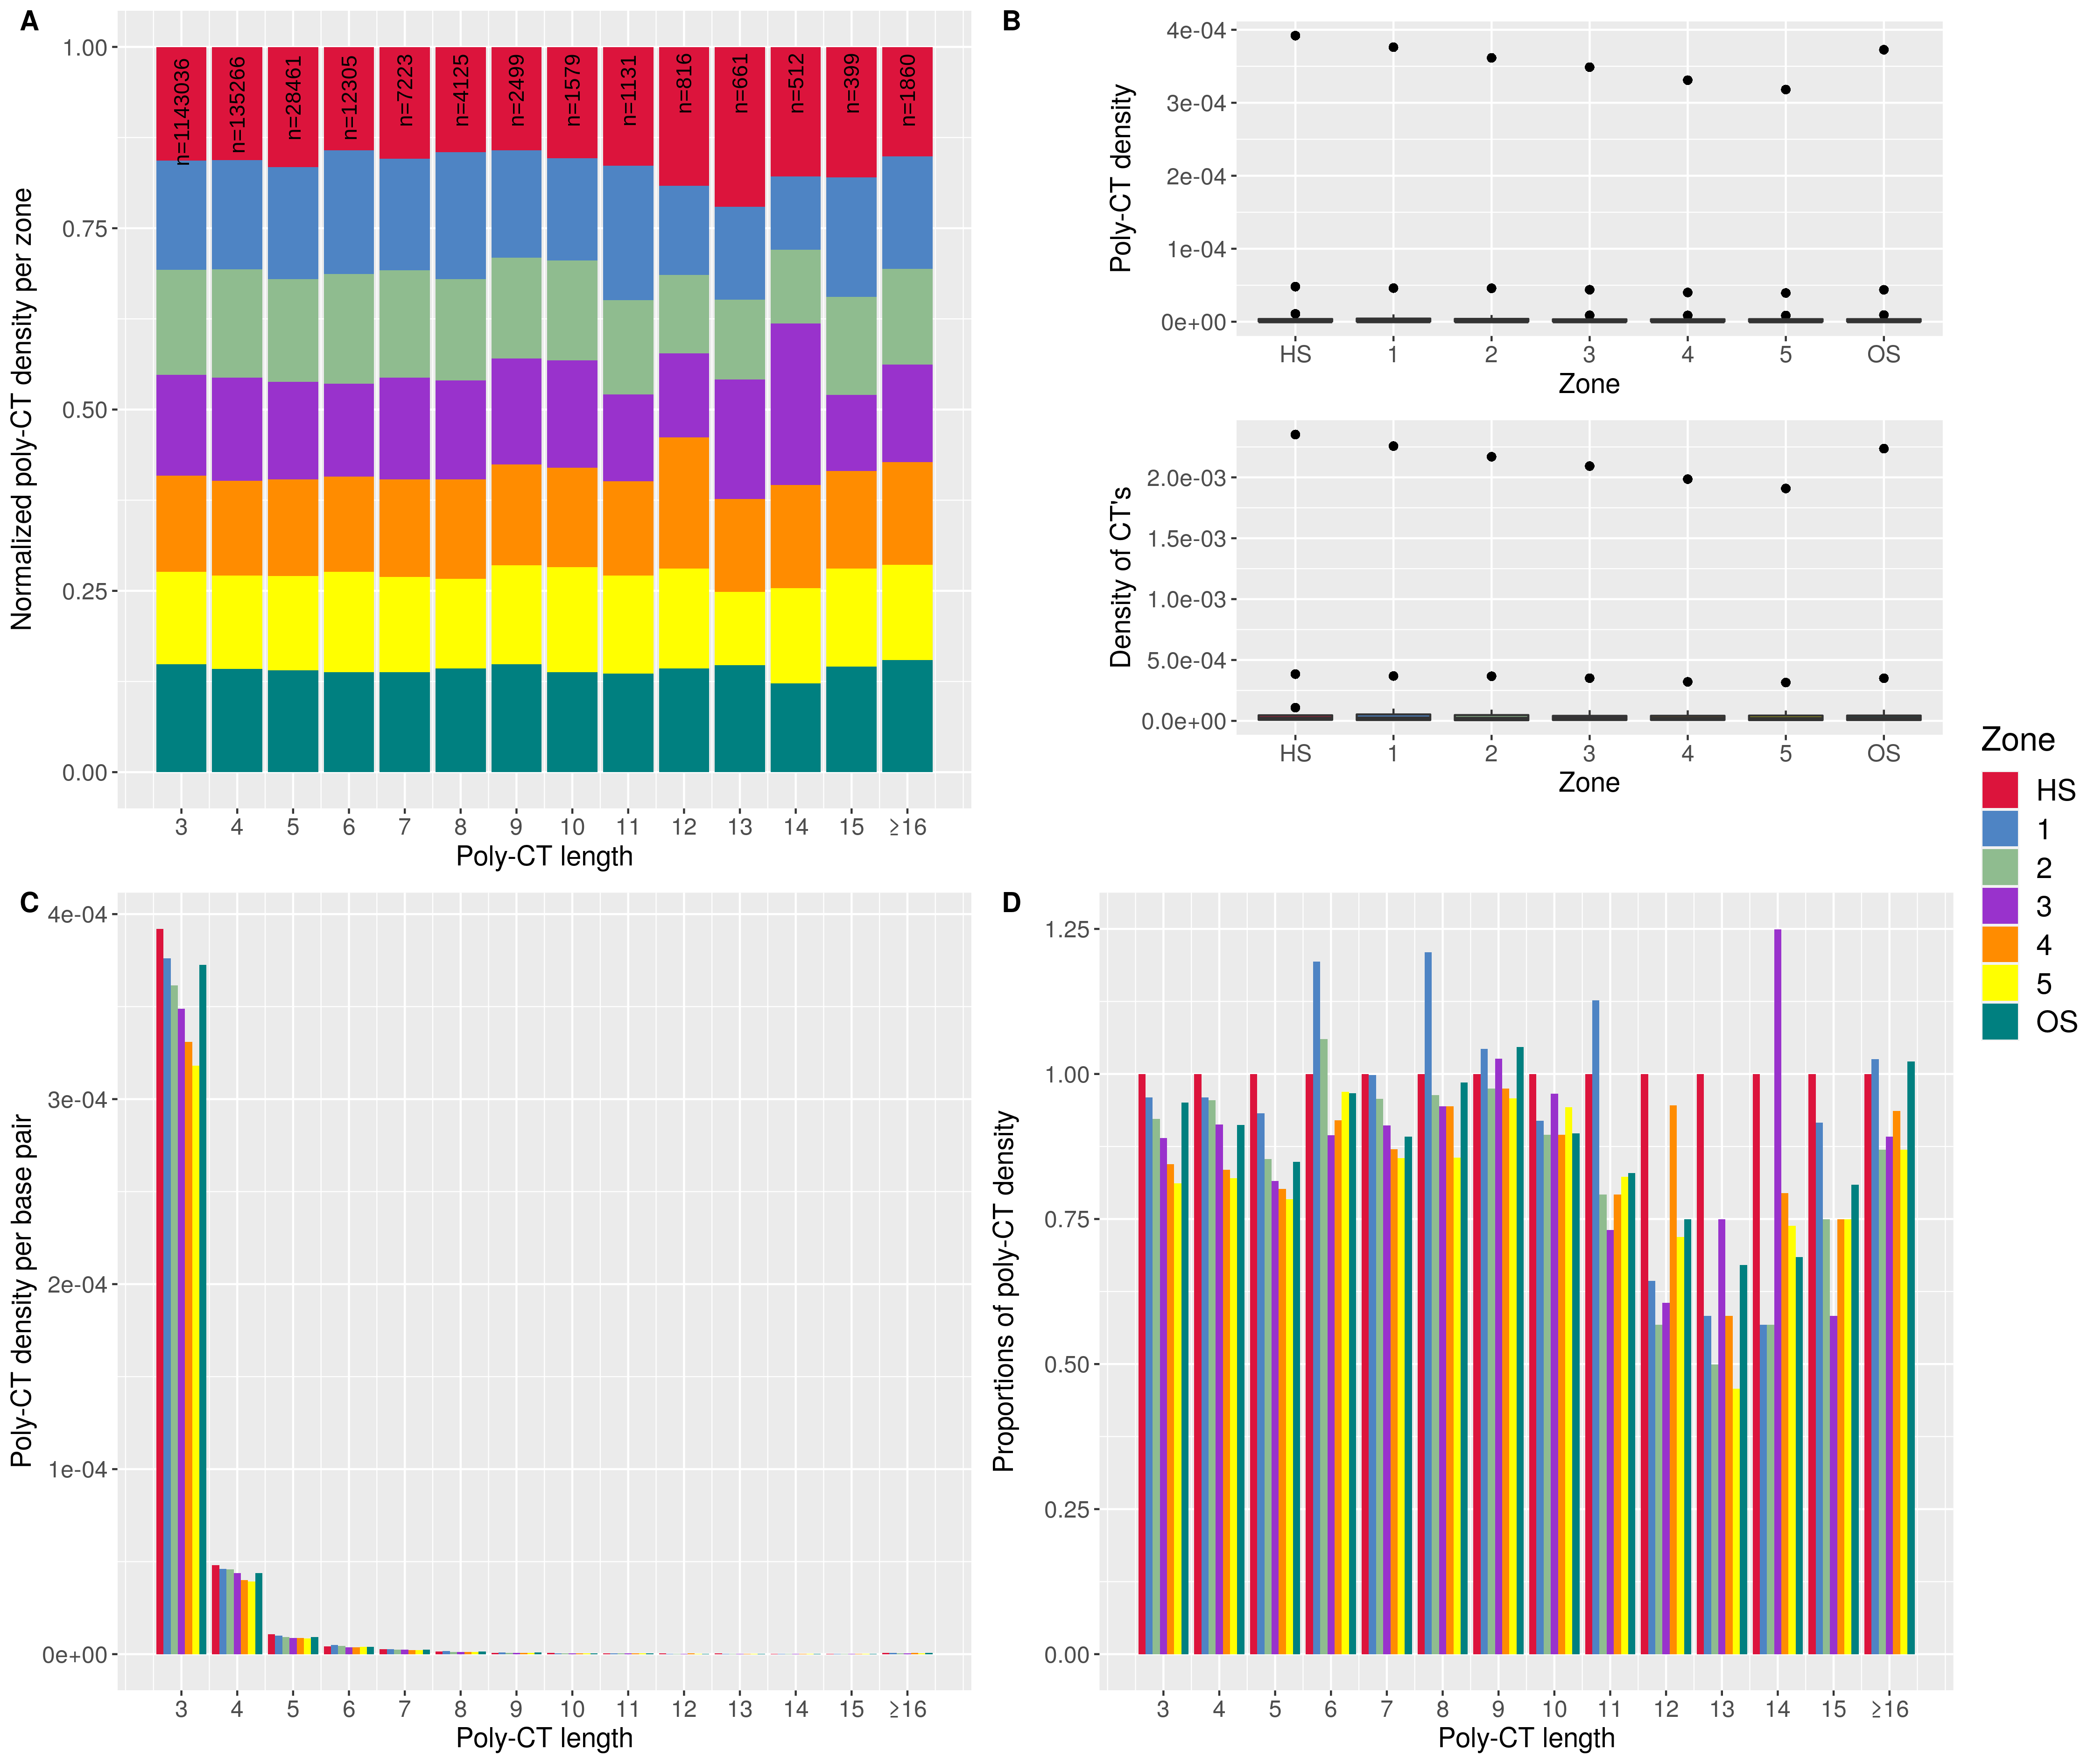 A
Normalized poly-CT density per zone
1.00
0.75
0.50
0.25
0.00
n=1143036
n=135266
n=28461
n=12305
n=7223
n=4125
n=2499
n=1579
n=1131
n=816
n=661
n=512
n=399
n=1860
3 4 5 6 7 8 9 10 11 12 13 14 15 ≥16
Poly-CT length
B
Poly-CT density
4e-04
3e-04
2e-04
1e-04
0e+00
HS 1 2 3 4 5 OS
Zone
Density of CT's
2.0e-03
1.5e-03
1.0e-03
5.0e-04
0.0e+00
HS 1 2 3 4 5 OS
Zone
C
Poly-CT density per base pair
4e-04
3e-04
2e-04
1e-04
0e+00
3 4 5 6 7 8 9 10 11 12 13 14 15 ≥16
Poly-CT length
D
Proportions of poly-CT density
1.25
1.00
0.75
0.50
0.25
0.00
3 4 5 6 7 8 9 10 11 12 13 14 15 ≥16
Poly-CT length
Zone
HS
1
2
3
4
5
OS